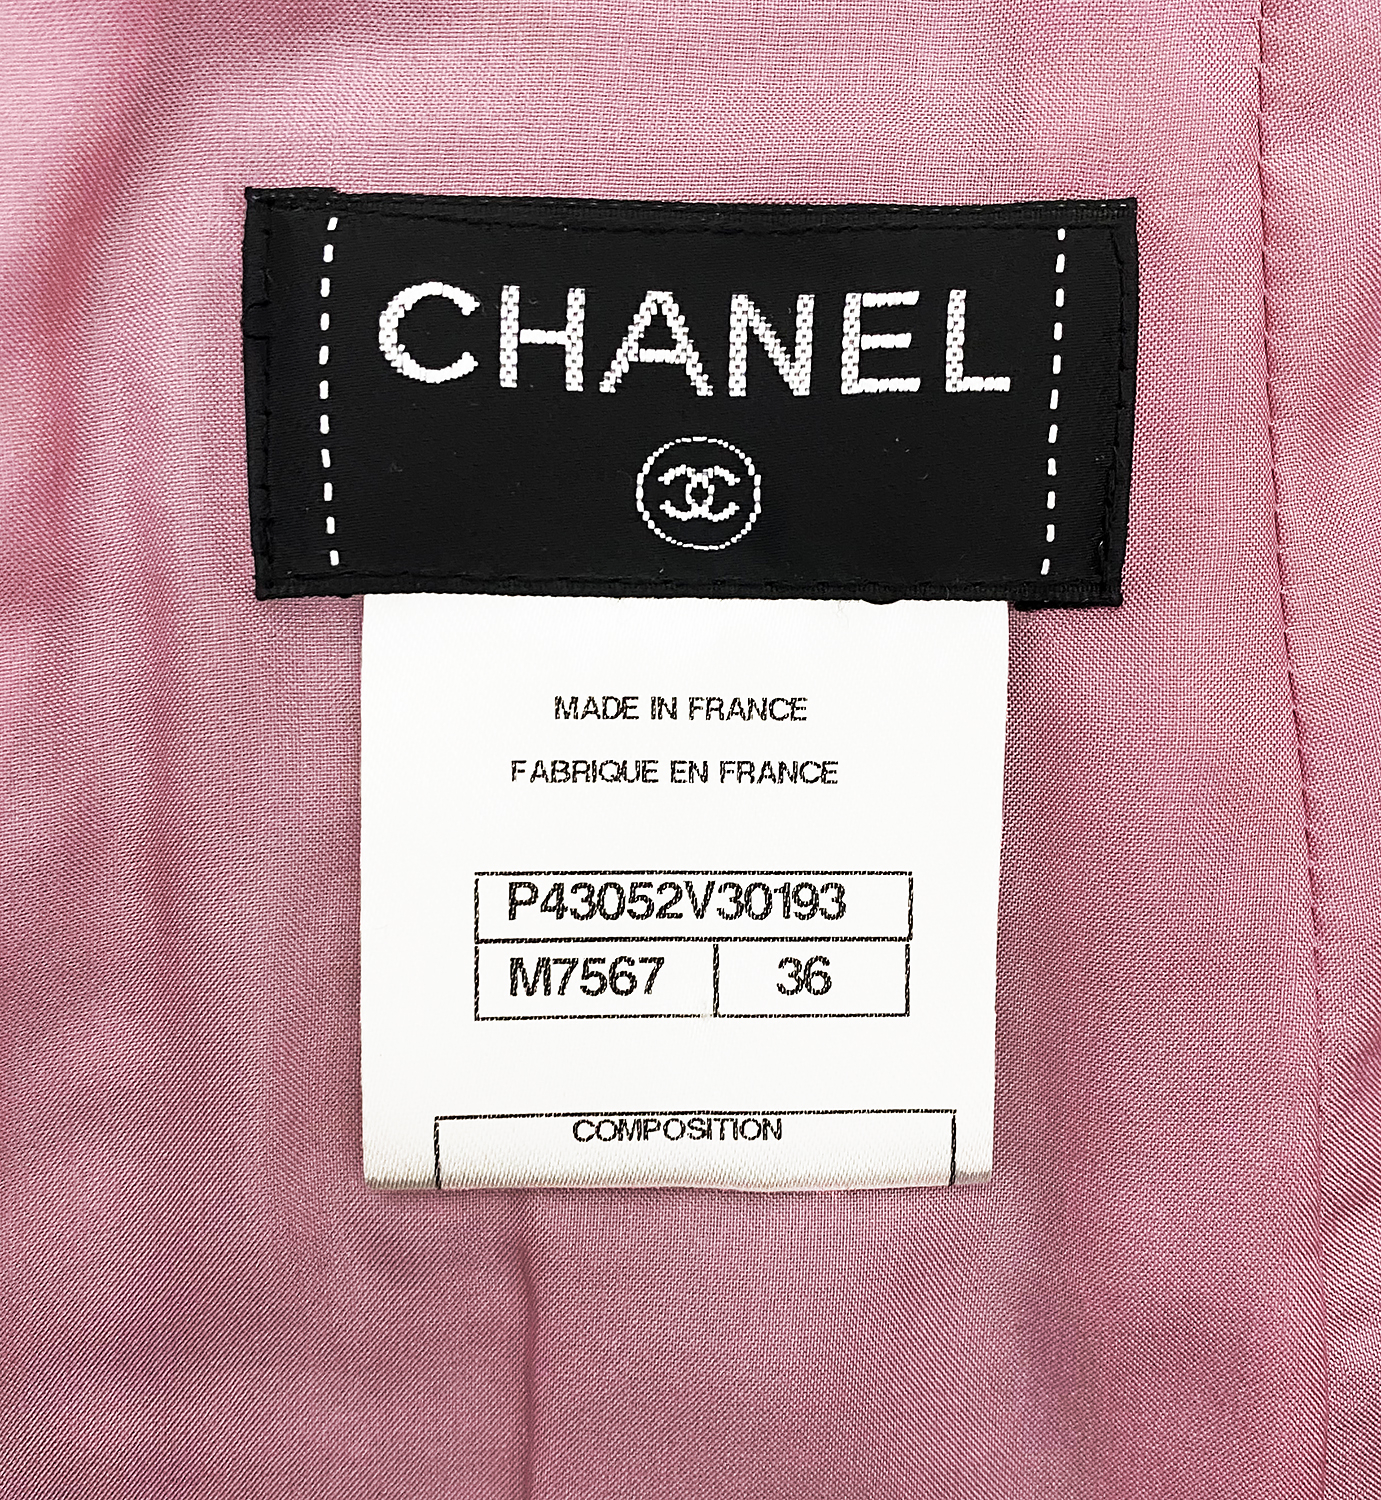 CHANEL
MADE IN FRANCE
FABRIQUE EN FRANCE
P43052V30193
M7567 36
COMPOSITION